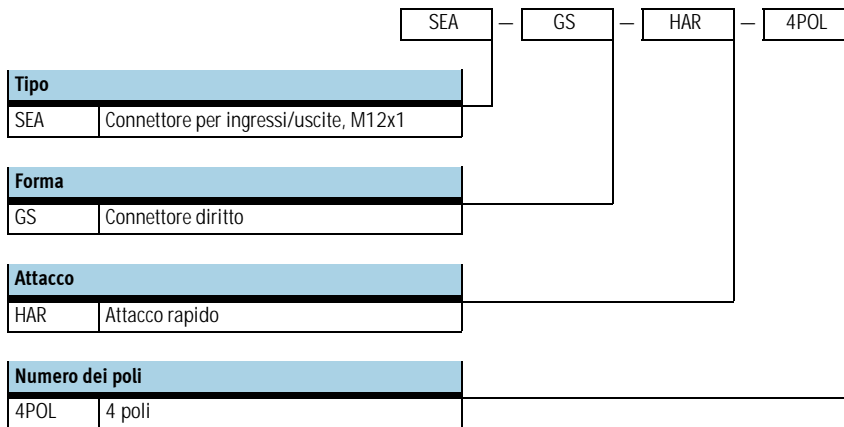 SEA — GS — HAR — 4POL
Tipo
SEA Connettore per ingressi/uscite, M12x1
Forma
GS Connettore diritto
Attacco
HAR Attacco rapido
Numero dei poli
4POL 4 poli